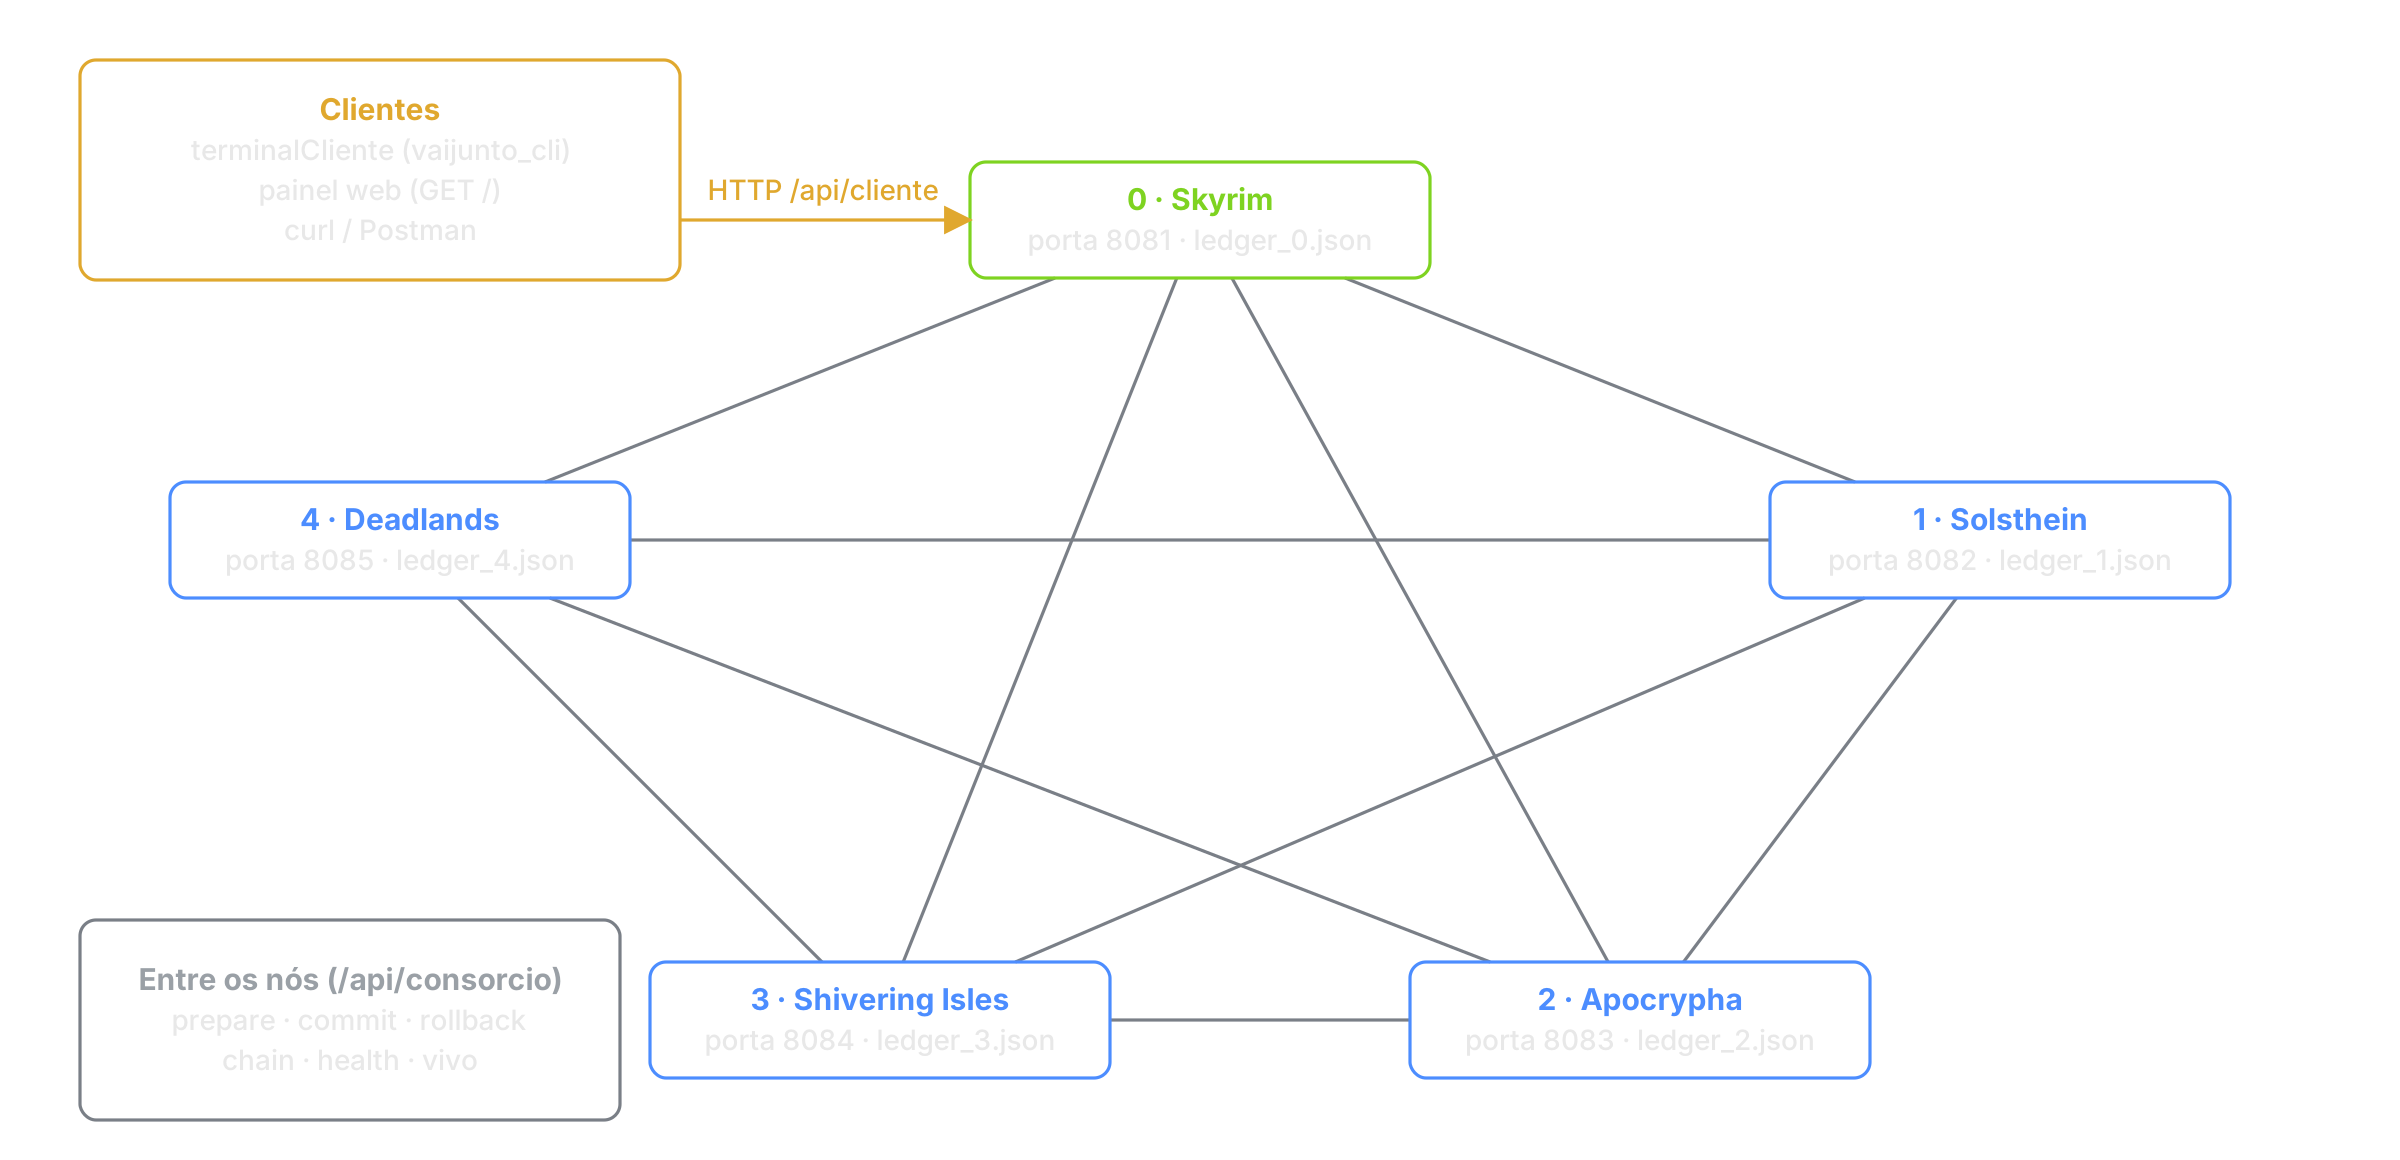 Clientes
terminalCliente (vaijunto_cli)
painel web (GET /)
curl / Postman
HTTP /api/cliente
0 · Skyrim
porta 8081 · ledger_0.json
4 · Deadlands
porta 8085 · ledger_4.json
1 · Solsthein
porta 8082 · ledger_1.json
Entre os nós (/api/consorcio)
prepare · commit · rollback
chain · health · vivo
3 · Shivering Isles
porta 8084 · ledger_3.json
2 · Apocrypha
porta 8083 · ledger_2.json